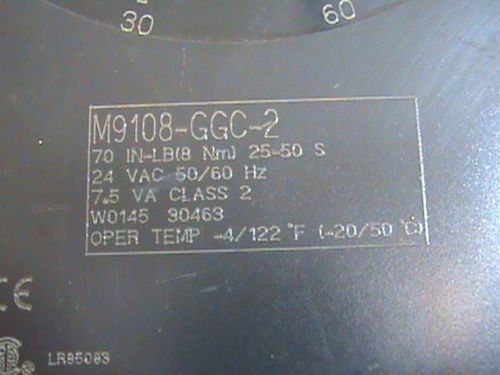 30 60
M9108-GGC-2
70 IN-LB(8 Nm) 25-50 S
24 VAC 50/60 Hz
7.5 VA CLASS 2
W0145 30463
OPER TEMP -4/122 °F (-20/50 °C)
CE
LR85093